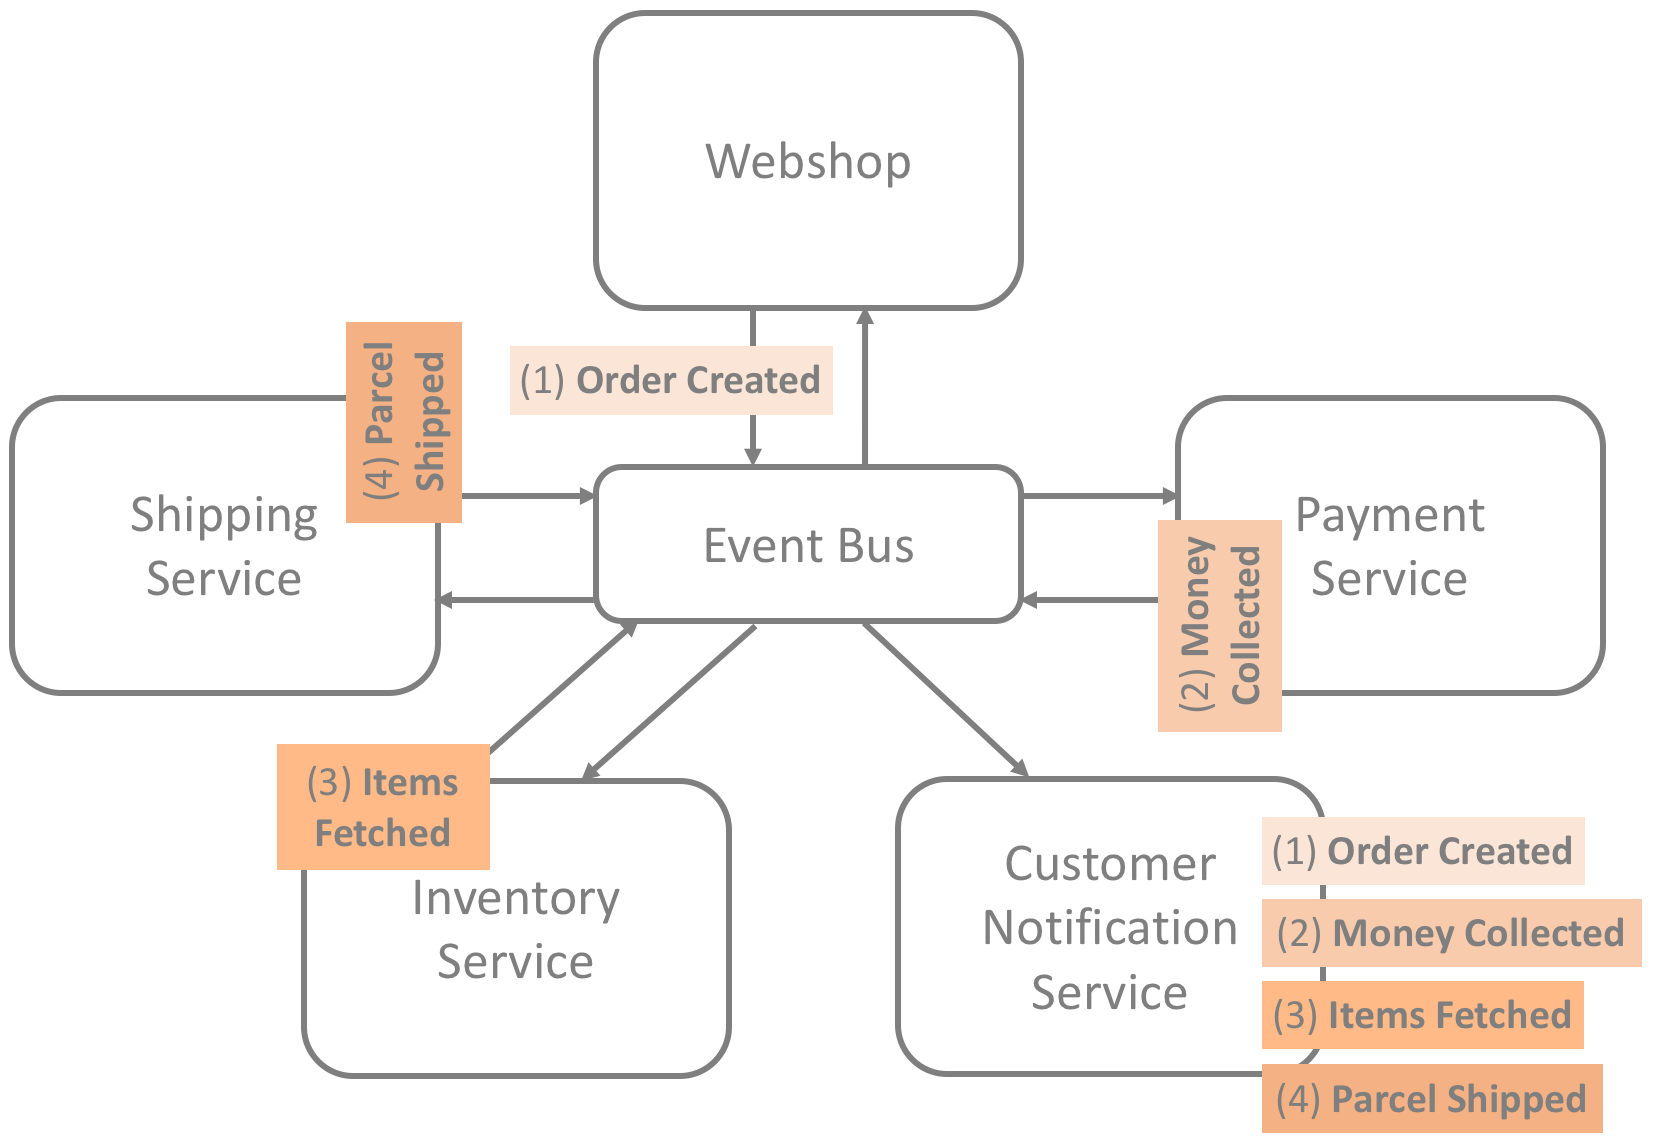 Webshop
(1) Order Created
(4) Parcel
Shipped
Shipping
Service
Event Bus
Payment
Service
(2) Money
Collected
(3) Items
Fetched
Inventory
Service
Customer
Notification
Service
(1) Order Created
(2) Money Collected
(3) Items Fetched
(4) Parcel Shipped